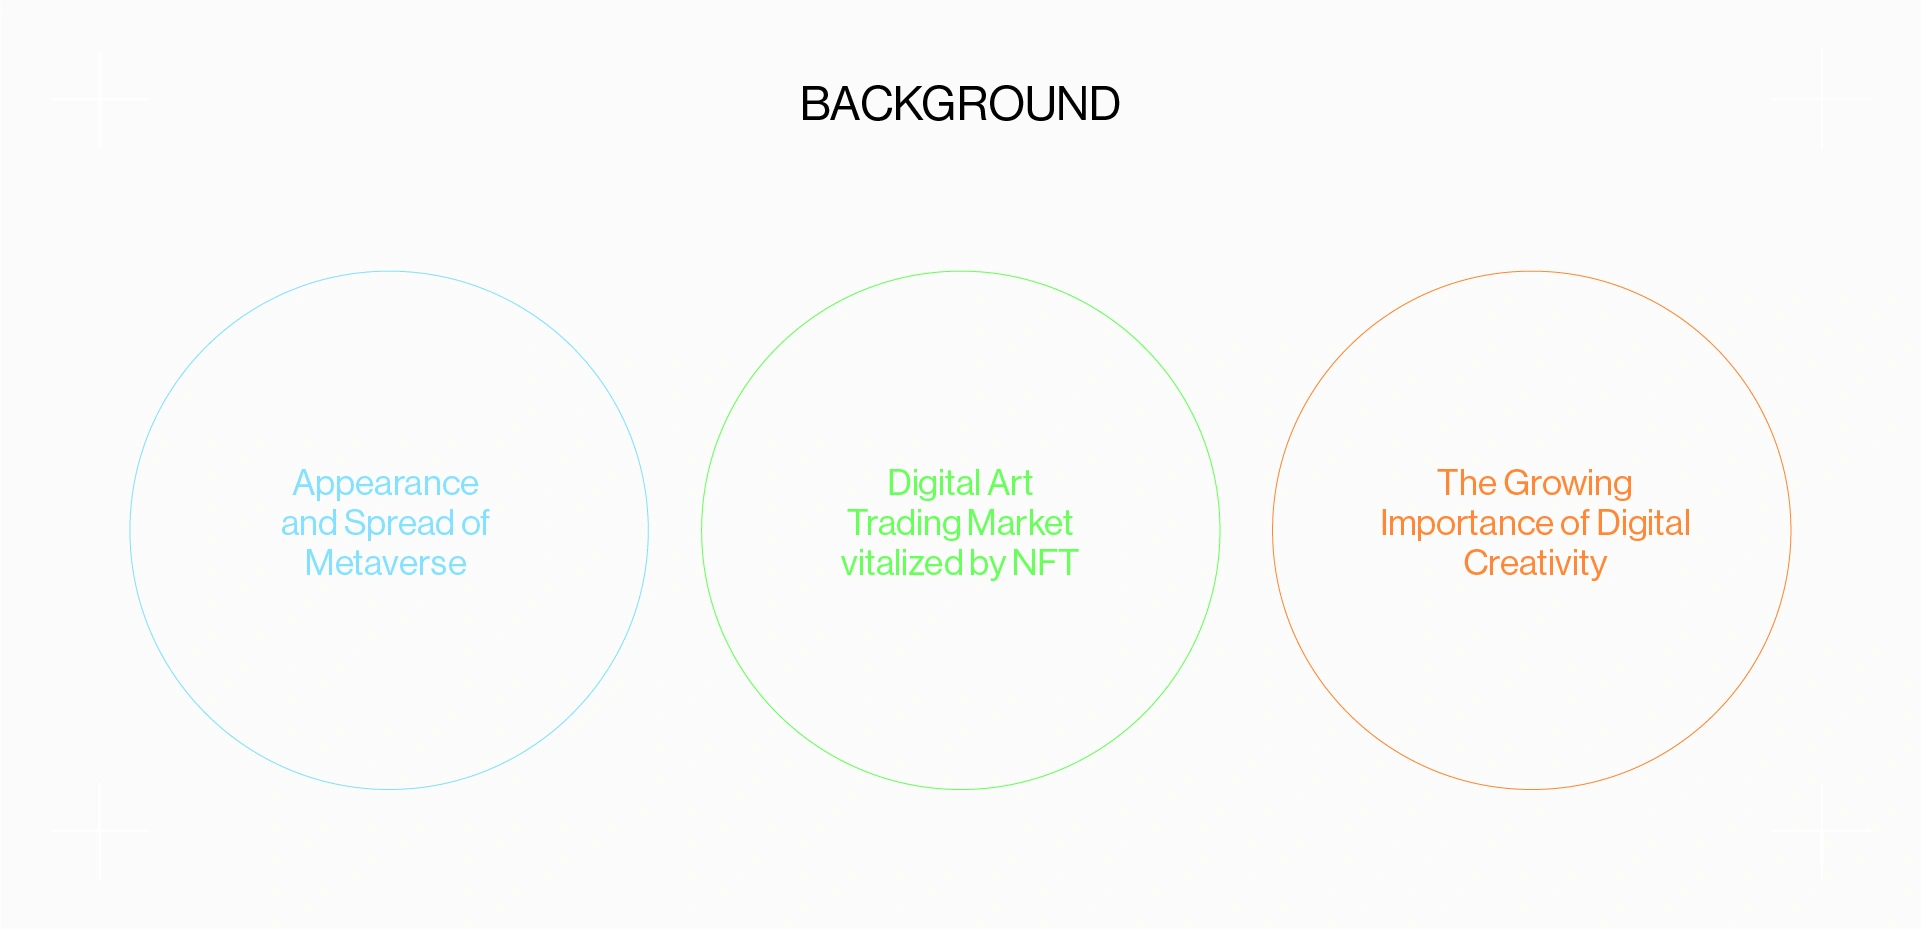 BACKGROUND
Appearance
and Spread of
Metaverse
Digital Art
Trading Market
vitalized by NFT
The Growing
Importance of Digital
Creativity